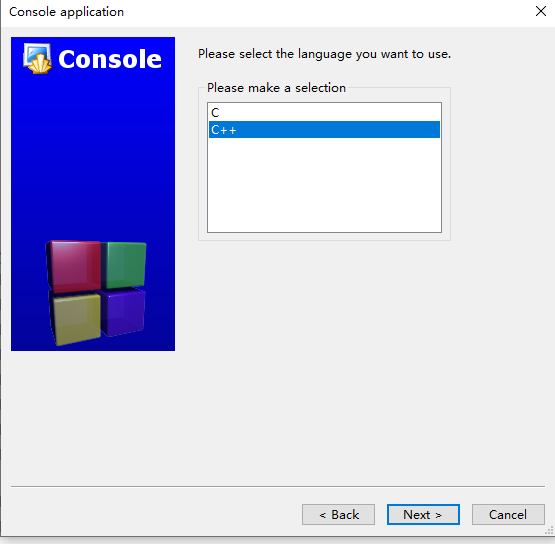 Console application
Console
Please select the language you want to use.
Please make a selection
C
C++
< Back
Next >
Cancel